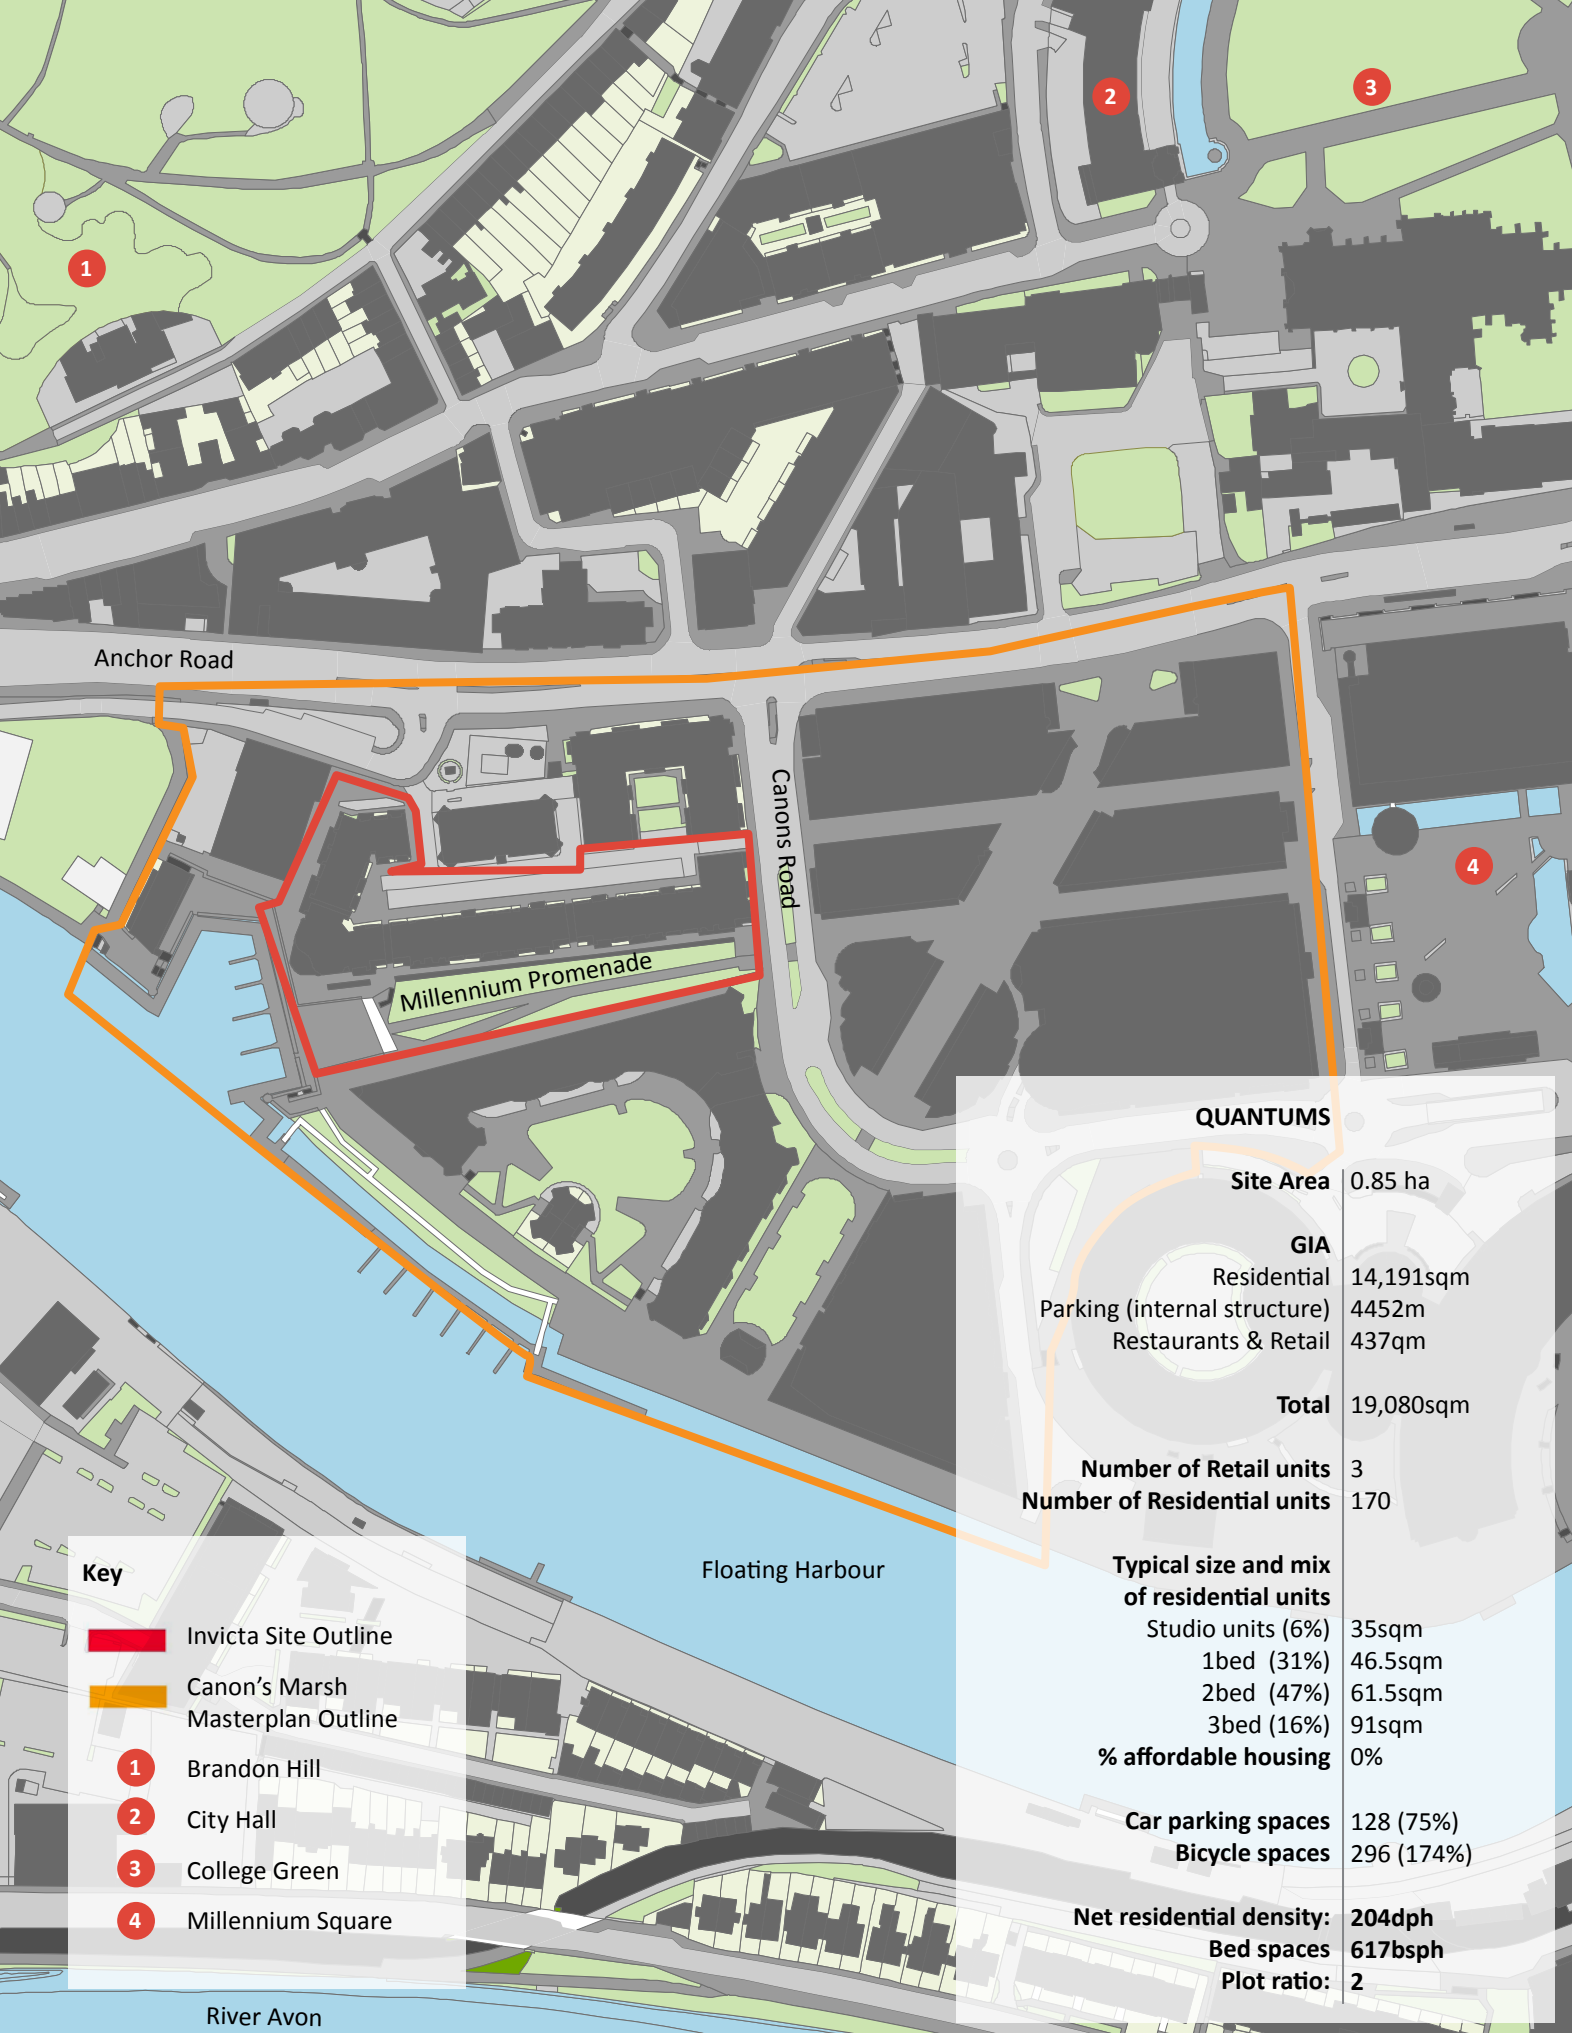 2
3
1
Anchor Road
Canons Road
4
Millennium Promenade
QUANTUMS
Site Area 0.85 ha
GIA
Residential 14,191sqm
Parking (internal structure) 4452m
Restaurants & Retail 437qm
Total 19,080sqm
Number of Retail units 3
Number of Residential units 170
Typical size and mix
of residential units
Studio units (6%) 35sqm
1bed (31%) 46.5sqm
2bed (47%) 61.5sqm
3bed (16%) 91sqm
% affordable housing 0%
Car parking spaces 128 (75%)
Bicycle spaces 296 (174%)
Net residential density: 204dph
Bed spaces 617bsph
Plot ratio: 2
Floating Harbour
Key
Invicta Site Outline
Canon's Marsh
Masterplan Outline
1 Brandon Hill
2 City Hall
3 College Green
4 Millennium Square
River Avon